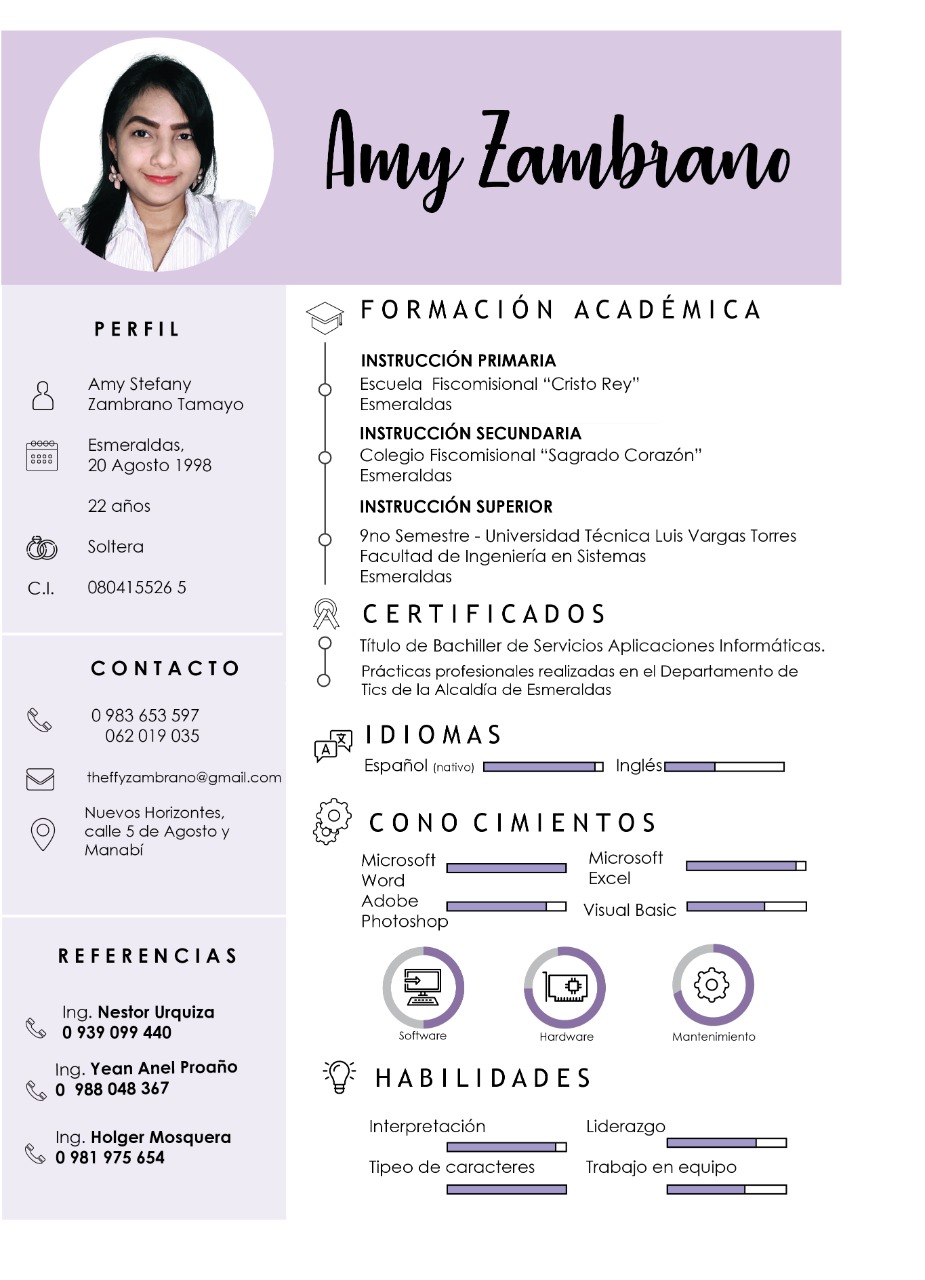 Amy Zambrano
PERFIL
Amy Stefany
Zambrano Tamayo
Esmeraldas,
20 Agosto 1998
22 años
Soltera
C.I. 080415526 5
CONTACTO
0 983 653 597
062 019 035
theffyzambrano@gmail.com
Nuevos Horizontes,
calle 5 de Agosto y
Manabí
REFERENCIAS
Ing. Nestor Urquiza
0 939 099 440
Ing. Yean Anel Proaño
0 988 048 367
Ing. Holger Mosquera
0 981 975 654
FORMACIÓN ACADÉMICA
INSTRUCCIÓN PRIMARIA
Escuela Fiscomisional “Cristo Rey”
Esmeraldas
INSTRUCCIÓN SECUNDARIA
Colegio Fiscomisional “Sagrado Corazón”
Esmeraldas
INSTRUCCIÓN SUPERIOR
9no Semestre - Universidad Técnica Luis Vargas Torres
Facultad de Ingeniería en Sistemas
Esmeraldas
CERTIFICADOS
Título de Bachiller de Servicios Aplicaciones Informáticas.
Prácticas profesionales realizadas en el Departamento de
Tics de la Alcaldía de Esmeraldas
A 文
IDIOMAS
Español (nativo) Inglés
CONO CIMIENTOS
Microsoft
Word
Microsoft
Excel
Adobe
Photoshop
Visual Basic
Software
Hardware
Mantenimiento
HABILIDADES
Interpretación
Liderazgo
Tipeo de caracteres
Trabajo en equipo